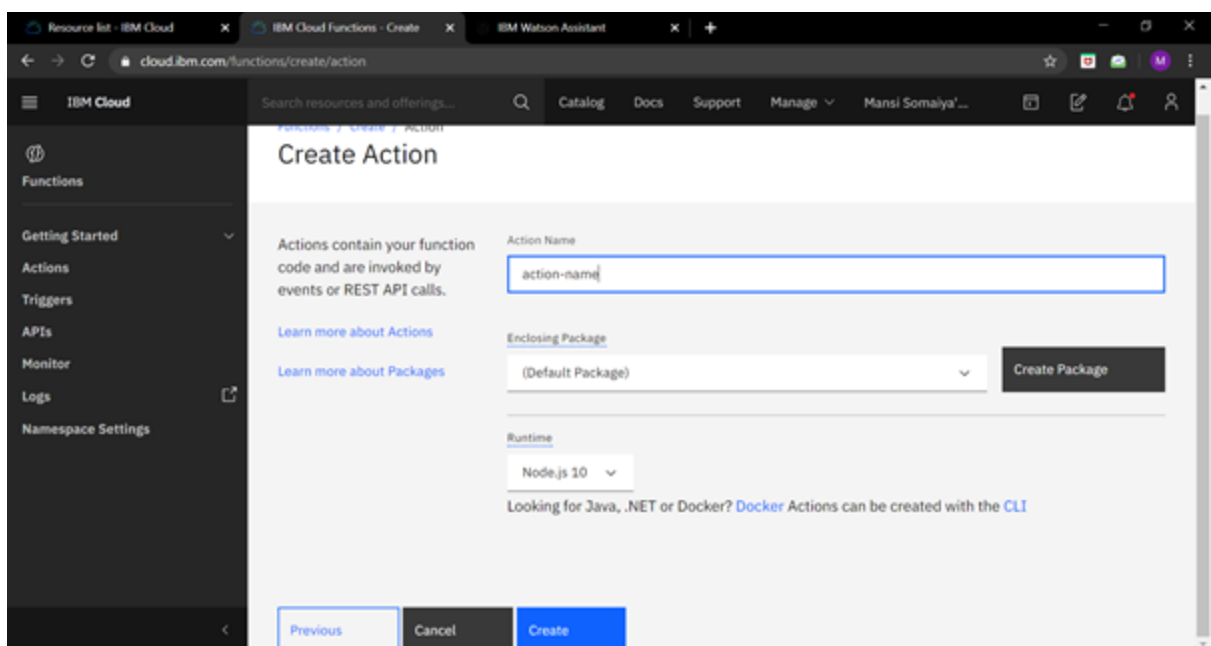 Resource list - IBM Cloud
IBM Cloud Functions - Create
IBM Watson Assistant
cloud.ibm.com/functions/create/action
M
IBM Cloud
Search resources and offerings...
Catalog
Docs
Support
Manage
Mansi Somaiya'...
Functions / Create / Action
Create Action
Functions
Getting Started
Actions
Triggers
APIs
Monitor
Logs
Namespace Settings
Actions contain your function
code and are invoked by
events or REST API calls.
Learn more about Actions
Learn more about Packages
Action Name
action-name
Enclosing Package
(Default Package)
Create Package
Runtime
Node.js 10
Looking for Java, .NET or Docker? Docker Actions can be created with the CLI
Previous
Cancel
Create